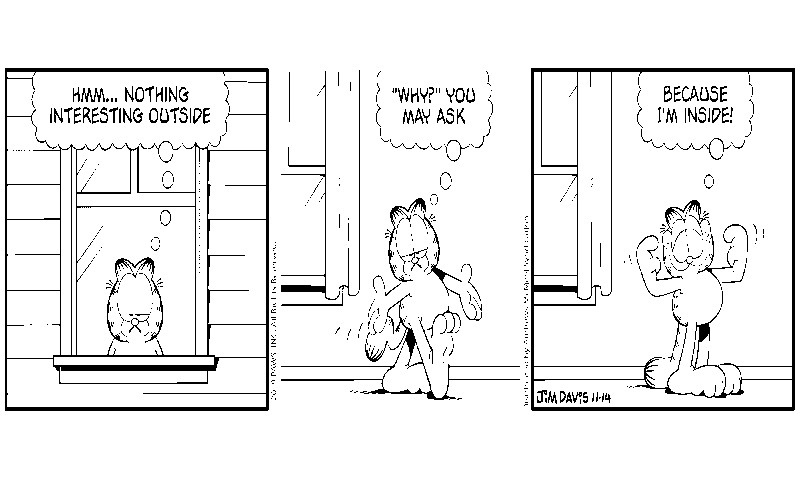 HMM... NOTHING
INTERESTING OUTSIDE
"WHY?" YOU
MAY ASK
BECAUSE
I'M INSIDE!
JIM DAVIS 11-14